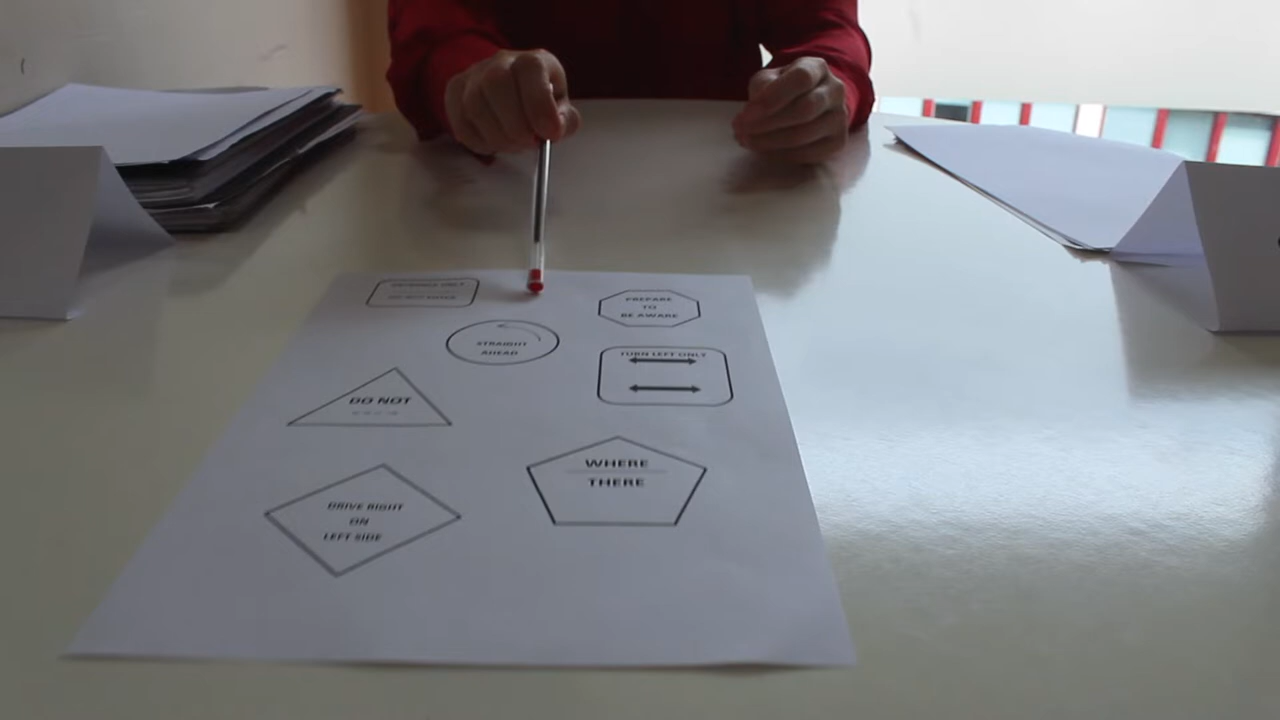 PREPARE
TO
BE AWARE
STRAIGHT
AHEAD
TURN LEFT ONLY
DO NOT
WHERE
THERE
DRIVE RIGHT
ON
LEFT SIDE